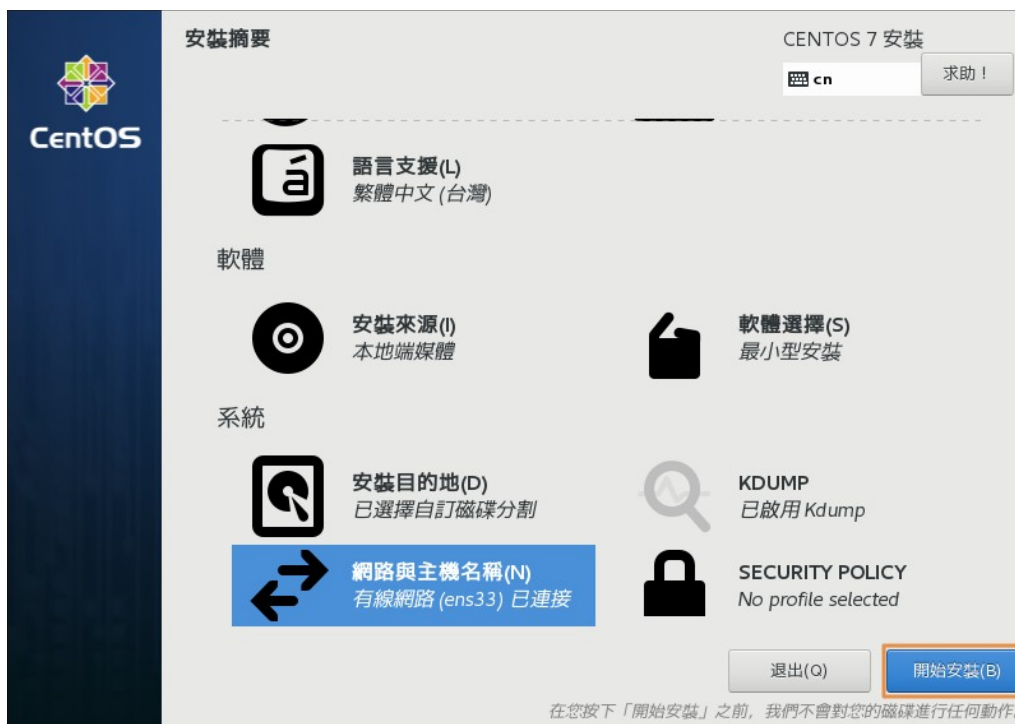 安裝摘要
CENTOS 7 安裝
cn
求助！
CentOS
語言支援(L)
繁體中文 (台灣)
軟體
安裝來源(I)
本地端媒體
軟體選擇(S)
最小型安裝
系統
安裝目的地(D)
已選擇自訂磁碟分割
KDUMP
已啟用 Kdump
網路與主機名稱(N)
有線網路 (ens33) 已連接
SECURITY POLICY
No profile selected
退出(Q)
開始安裝(B)
在您按下「開始安裝」之前，我們不會對您的磁碟進行任何動作